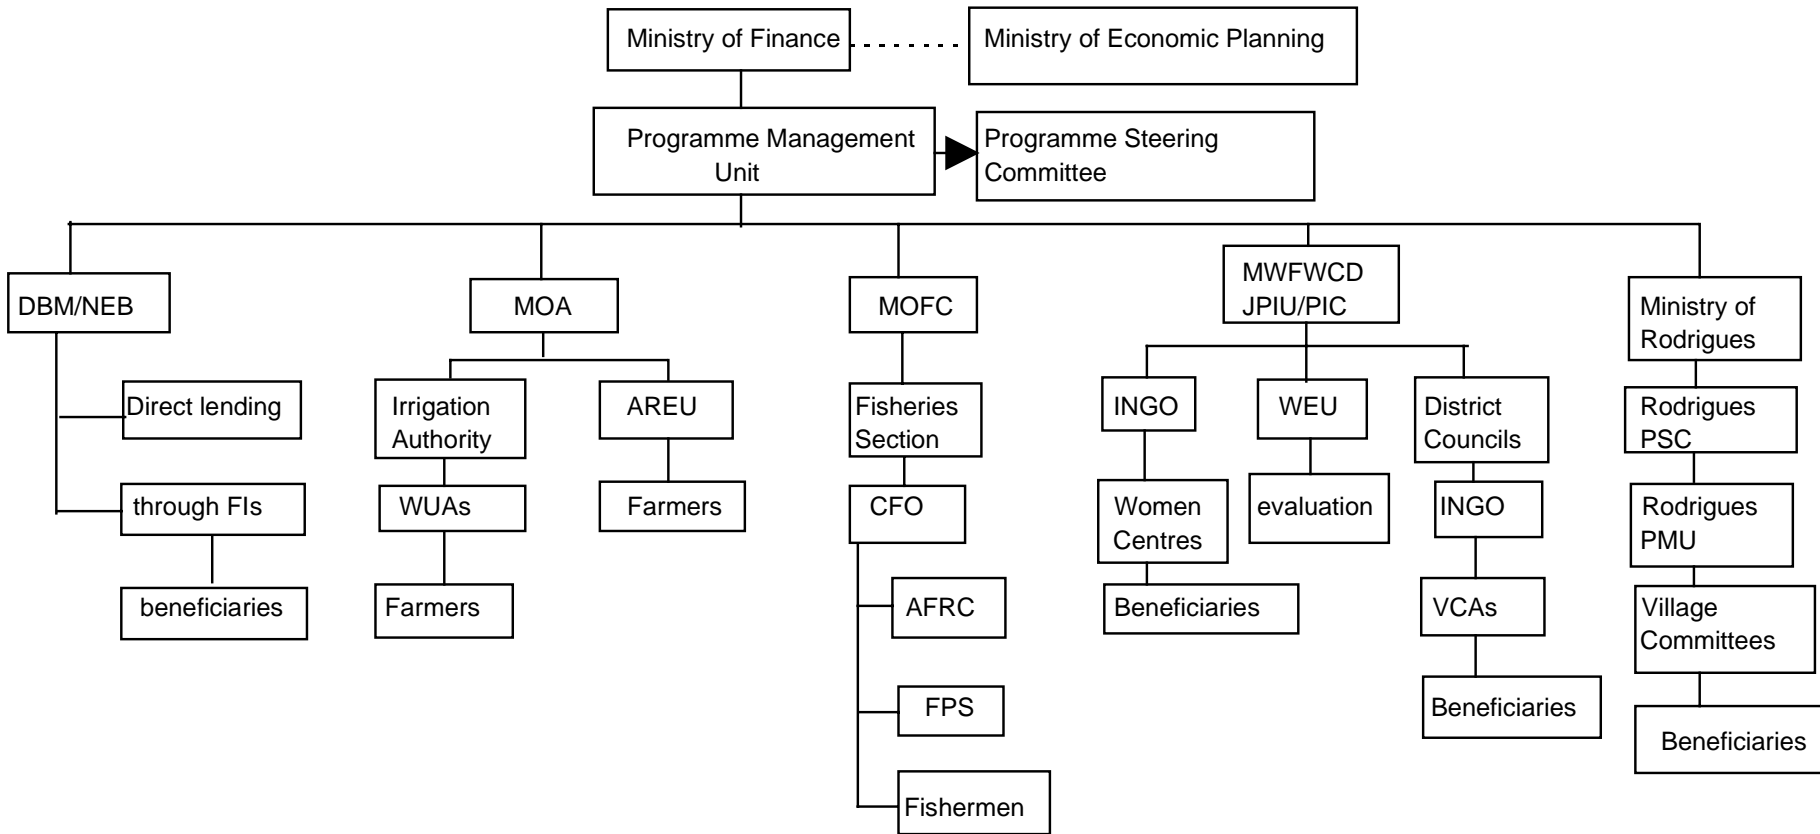 Ministry of Finance
Ministry of Economic Planning
Programme Management
Unit
Programme Steering
Committee
DBM/NEB
Direct lending
through FIs
beneficiaries
MOA
Irrigation
Authority
WUAs
Farmers
AREU
Farmers
MOFC
Fisheries
Section
CFO
AFRC
FPS
Fishermen
MWFWCD
JPIU/PIC
INGO
Women
Centres
Beneficiaries
WEU
evaluation
District
Councils
INGO
VCAs
Beneficiaries
Ministry of
Rodrigues
Rodrigues
PSC
Rodrigues
PMU
Village
Committees
Beneficiaries